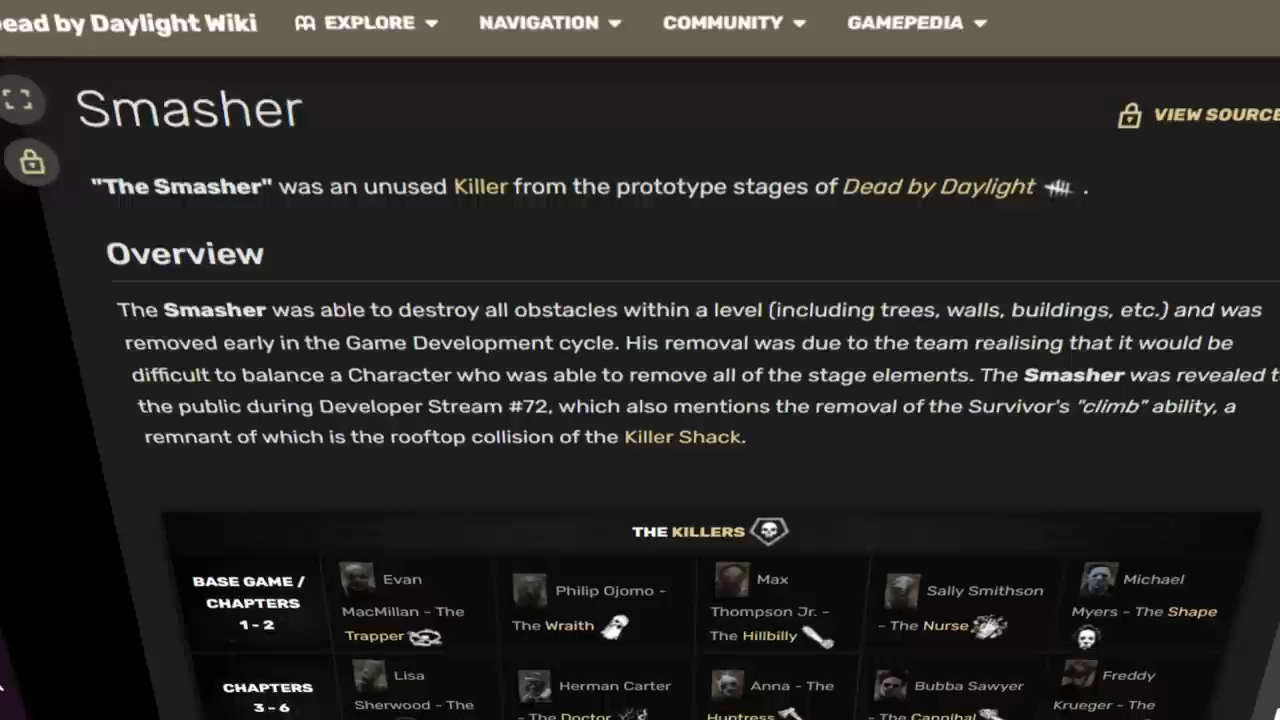 ead by Daylight Wiki EXPLORE NAVIGATION COMMUNITY GAMEPEDIA
Smasher
VIEW SOURCE
"The Smasher" was an unused Killer from the prototype stages of Dead by Daylight .
Overview
The Smasher was able to destroy all obstacles within a level (including trees, walls, buildings, etc.) and was
removed early in the Game Development cycle. His removal was due to the team realising that it would be
difficult to balance a Character who was able to remove all of the stage elements. The Smasher was revealed t
the public during Developer Stream #72, which also mentions the removal of the Survivor's "climb" ability, a
remnant of which is the rooftop collision of the Killer Shack.
THE KILLERS
BASE GAME /
CHAPTERS
1 - 2
Evan
MacMillan - The
Trapper
Philip Ojomo -
The Wraith
Max
Thompson Jr. -
The Hillbilly
Sally Smithson
- The Nurse
Michael
Myers - The Shape
CHAPTERS
3 - 6
Lisa
Sherwood - The
Herman Carter
- The Doctor
Anna - The
Huntress
Bubba Sawyer
- The Cannibal
Freddy
Krueger - The